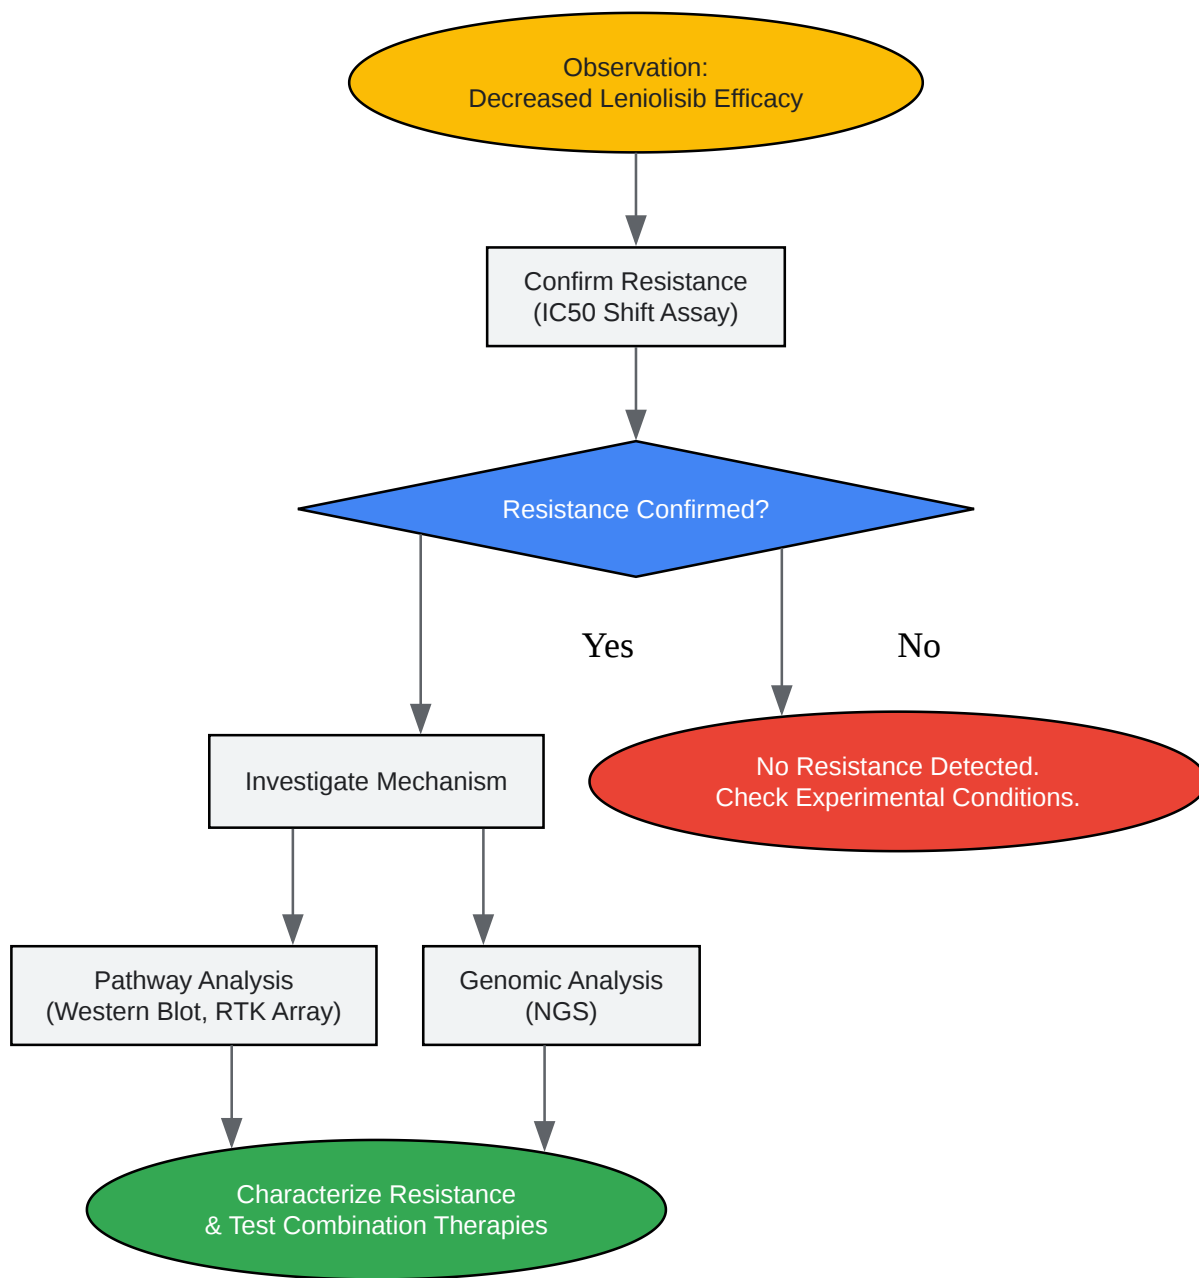 Observation:
Decreased Leniolisib Efficacy
Confirm Resistance
(IC50 Shift Assay)
Resistance Confirmed?
Yes
No
Investigate Mechanism
No Resistance Detected.
Check Experimental Conditions.
Pathway Analysis
(Western Blot, RTK Array)
Genomic Analysis
(NGS)
Characterize Resistance
& Test Combination Therapies